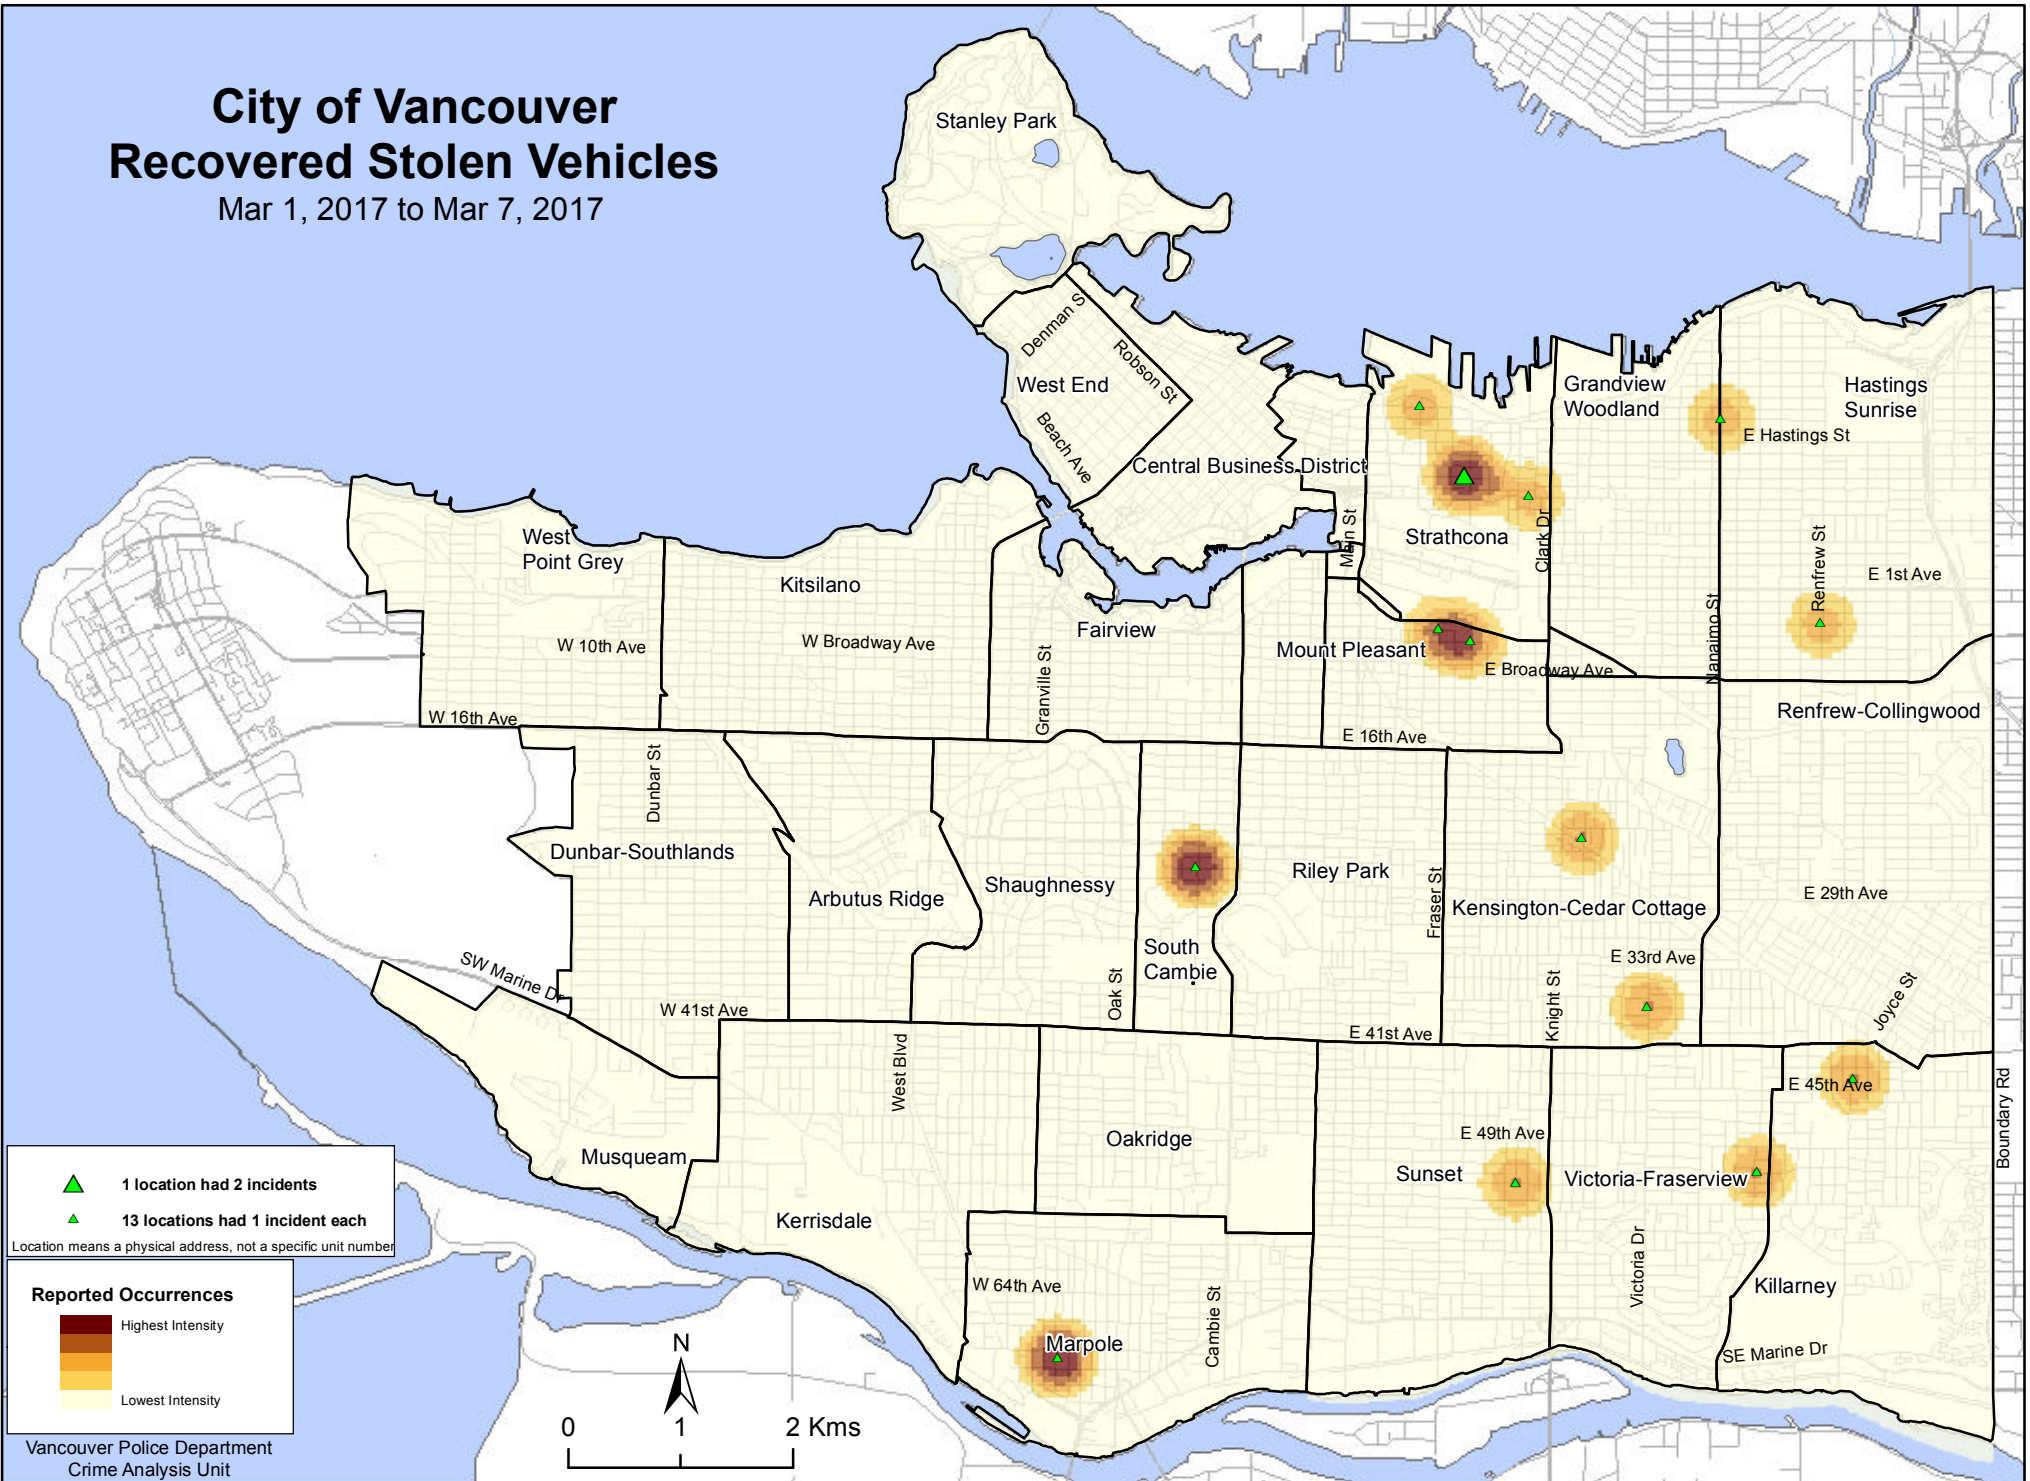 City of Vancouver
Recovered Stolen Vehicles
Mar 1, 2017 to Mar 7, 2017
Stanley Park
Denman S
Robson St
West End
Beach Ave
Central Business District
Grandview
Woodland
Hastings
Sunrise
E Hastings St
Main St
Strathcona
Clark Dr
Renfrew St
E 1st Ave
Nanaimo St
West
Point Grey
Kitsilano
Fairview
W 10th Ave
W Broadway Ave
Granville St
Mount Pleasant
E Broadway Ave
W 16th Ave
E 16th Ave
Renfrew-Collingwood
Dunbar St
Dunbar-Southlands
Arbutus Ridge
Shaughnessy
Riley Park
Fraser St
Kensington-Cedar Cottage
E 29th Ave
South
Cambie
E 33rd Ave
SW Marine Dr
W 41st Ave
Oak St
E 41st Ave
Knight St
Joyce St
West Blvd
E 45th Ave
Boundary Rd
Musqueam
Oakridge
E 49th Ave
Sunset
Victoria-Fraserview
Kerrisdale
Victoria Dr
W 64th Ave
Cambie St
Killarney
Marpole
SE Marine Dr
1 location had 2 incidents
13 locations had 1 incident each
Location means a physical address, not a specific unit number
Reported Occurrences
Highest Intensity
Lowest Intensity
Vancouver Police Department
Crime Analysis Unit
N
0 1 2 Kms